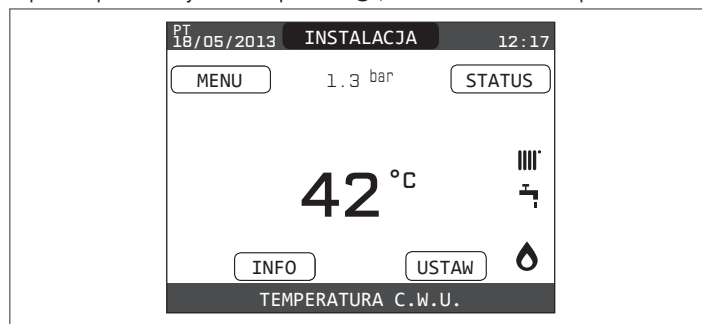 PT
18/05/2013 INSTALACJA 12:17
MENU 1.3 bar STATUS
42 °C
INFO USTAW
TEMPERATURA C.W.U.